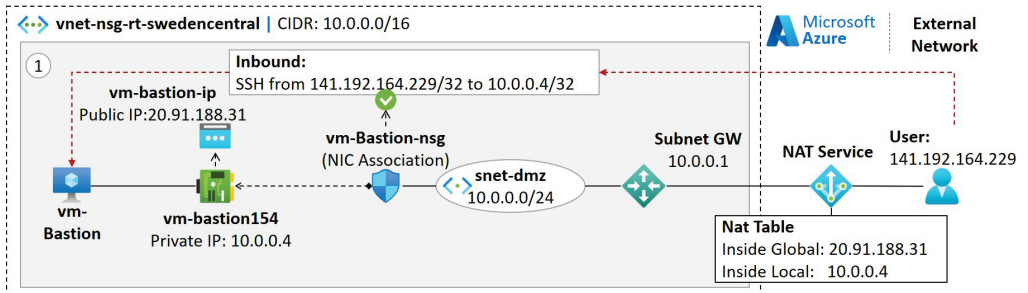 vnet-nsg-rt-swedencentral | CIDR: 10.0.0.0/16
Microsoft
Azure
External
Network
1
Inbound:
SSH from 141.192.164.229/32 to 10.0.0.4/32
vm-bastion-ip
Public IP:20.91.188.31
vm-Bastion-nsg
(NIC Association)
Subnet GW
10.0.0.1
NAT Service
User:
141.192.164.229
snet-dmz
10.0.0.0/24
vm-
Bastion
vm-bastion154
Private IP: 10.0.0.4
Nat Table
Inside Global: 20.91.188.31
Inside Local: 10.0.0.4